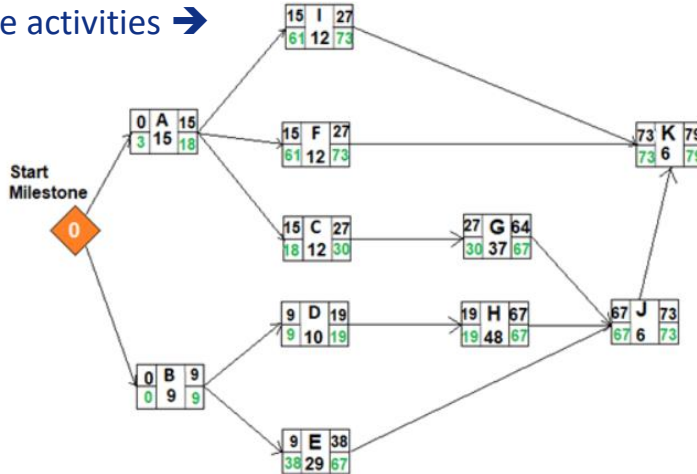 e activities ➔
15 I 27
61 12 73
0 A 15
3 15 18
15 F 27
61 12 73
73 K 79
73 6 79
Start
Milestone
0
15 C 27
18 12 30
27 G 64
30 37 67
9 D 19
9 10 19
19 H 67
19 48 67
67 J 73
67 6 73
0 B 9
0 9 9
9 E 38
38 29 67